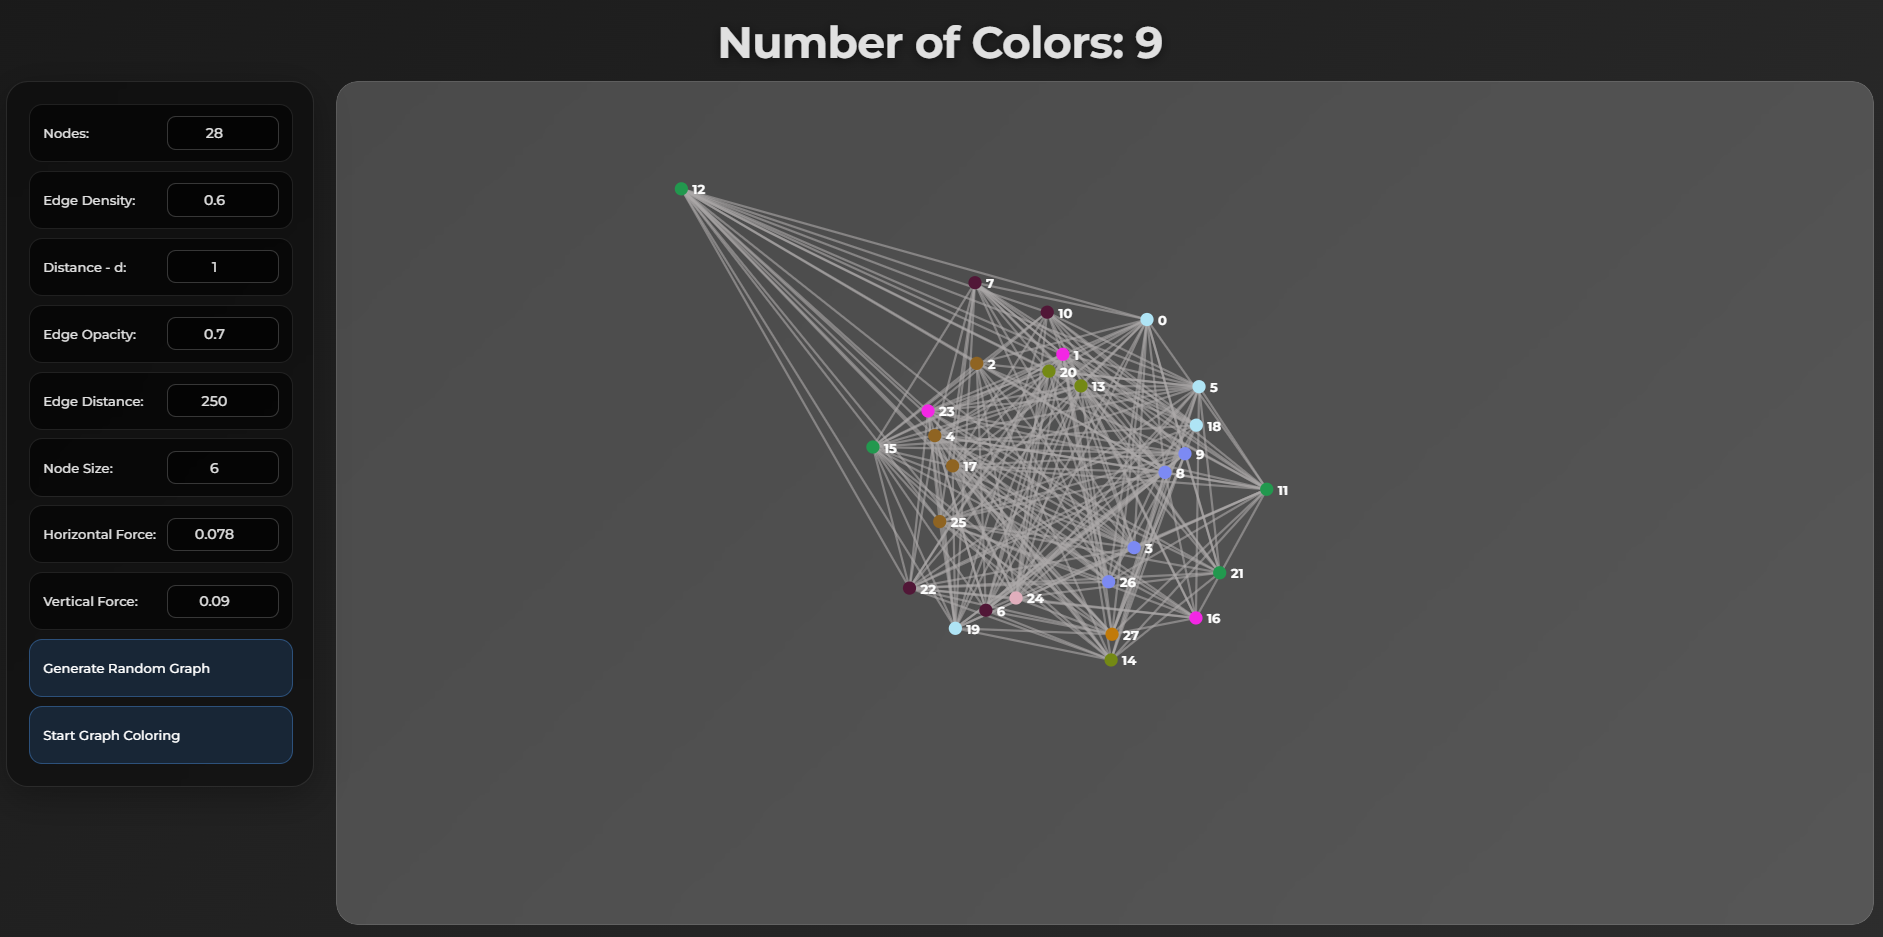 Number of Colors: 9
Nodes: 28
Edge Density: 0.6
Distance - d: 1
Edge Opacity: 0.7
Edge Distance: 250
Node Size: 6
Horizontal Force: 0.078
Vertical Force: 0.09
Generate Random Graph
Start Graph Coloring
12
7
10
0
1
2
20
13
5
23
18
4
15
9
17
8
11
25
3
21
26
22
24
6
16
19
27
14